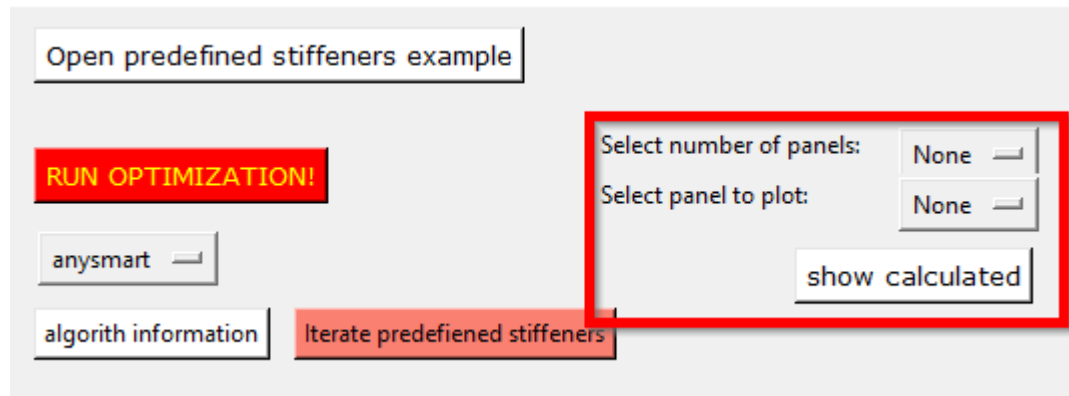 Open predefined stiffeners example
Select number of panels: None
RUN OPTIMIZATION!
Select panel to plot: None
anysmart
show calculated
algorith information
Iterate predefiened stiffeners